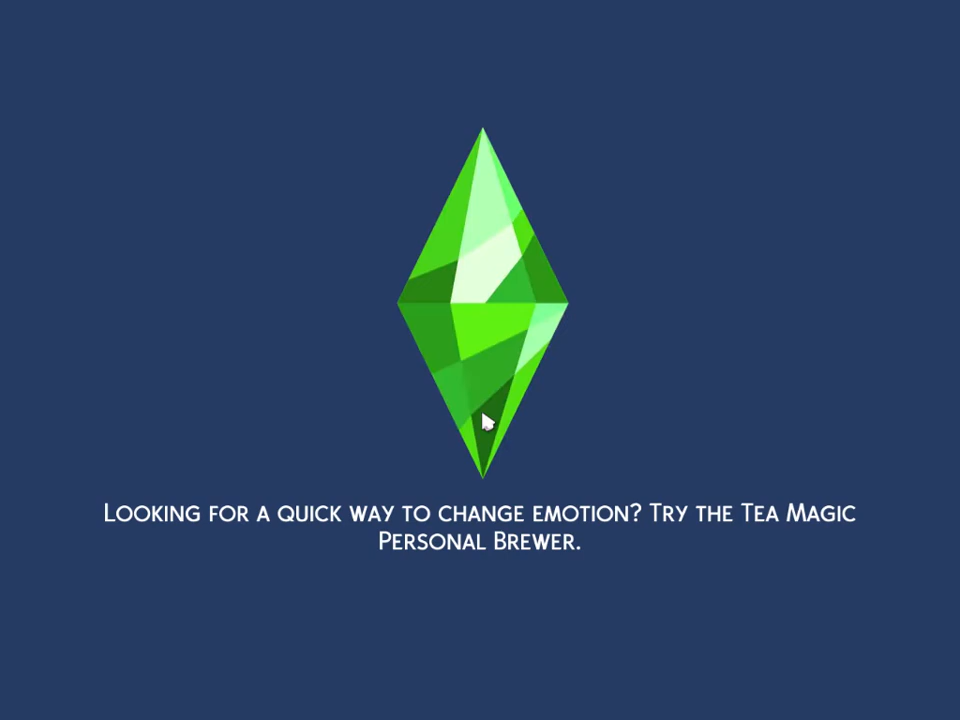 Looking for a quick way to change emotion? Try the Tea Magic
Personal Brewer.